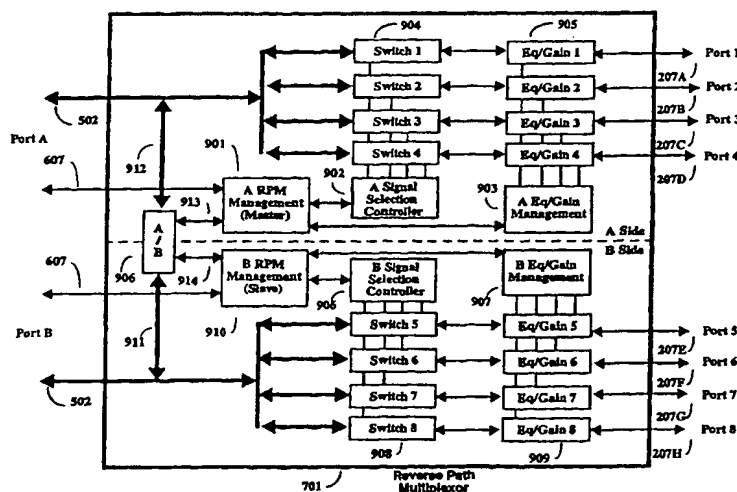 904
905
Switch 1
Eq/Gain 1
Port 1
207A
Switch 2
Eq/Gain 2
Port 2
207B
502
Switch 3
Eq/Gain 3
Port 3
207C
Port A
912
901
Switch 4
Eq/Gain 4
Port 4
207D
607
902
903
A RPM
Management
(Master)
A Signal
Selection
Controller
A Eq/Gain
Management
913
A Side
A/B
B Side
906
914
B RPM
Management
(Slave)
B Signal
Selection
Controller
B Eq/Gain
Management
607
906
907
Port B
911
910
Switch 5
Eq/Gain 5
Port 5
207E
Switch 6
Eq/Gain 6
Port 6
207F
502
Switch 7
Eq/Gain 7
Port 7
207G
Switch 8
Eq/Gain 8
Port 8
207H
908
909
701
Reverse Path
Multiplexor